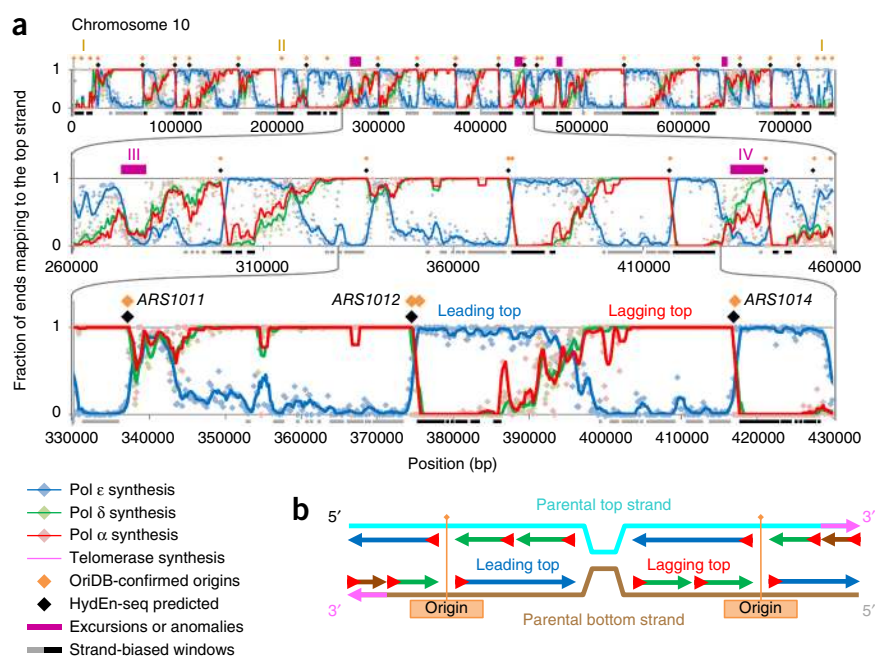 a
Chromosome 10
I II I
Fraction of ends mapping to the top strand
1
0
0 100000 200000 300000 400000 500000 600000 700000
III IV
1
0
260000 310000 360000 410000 460000
ARS1011 ARS1012 ARS1014
Leading top Lagging top
1
0
330000 340000 350000 360000 370000 380000 390000 400000 410000 420000 430000
Position (bp)
Pol ε synthesis
Pol δ synthesis
Pol α synthesis
Telomerase synthesis
OriDB-confirmed origins
HydEn-seq predicted
Excursions or anomalies
Strand-biased windows
b
5′ Parental top strand 3′
Leading top Lagging top
3′ Origin Parental bottom strand Origin 5′